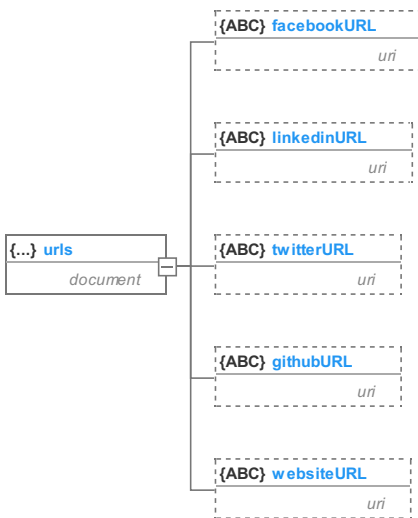 {ABC} facebookURL
uri
{ABC} linkedinURL
uri
{...} urls
document
{ABC} twitterURL
uri
{ABC} githubURL
uri
{ABC} websiteURL
uri